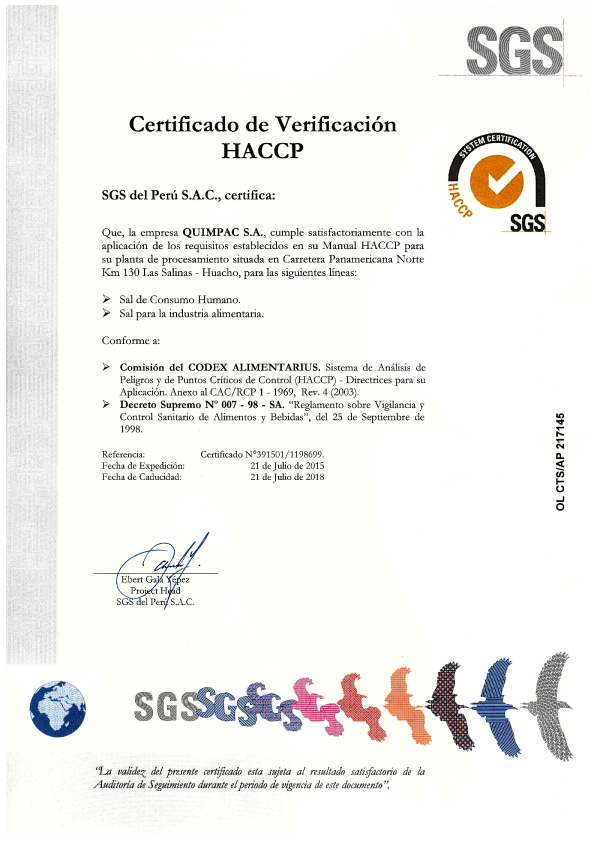 SGS
Certificado de Verificación
HACCP
SYSTEM CERTIFICATION
HACCP
SGS
SGS del Perú S.A.C., certifica:
Que, la empresa QUIMPAC S.A., cumple satisfactoriamente con la
aplicación de los requisitos establecidos en su Manual HACCP para
su planta de procesamiento situada en Carretera Panamericana Norte
Km 130 Las Salinas - Huacho, para las siguientes líneas:
➢ Sal de Consumo Humano.
➢ Sal para la industria alimentaria.
Conforme a:
➢ Comisión del CODEX ALIMENTARIUS. Sistema de Análisis de
Peligros y de Puntos Críticos de Control (HACCP) - Directrices para su
Aplicación. Anexo al CAC/RCP 1 - 1969, Rev. 4 (2003).
➢ Decreto Supremo Nº 007 - 98 - SA. “Reglamento sobre Vigilancia y
Control Sanitario de Alimentos y Bebidas”, del 25 de Septiembre de
1998.
Referencia: Certificado N°391501/1198699.
Fecha de Expedición: 21 de Julio de 2015
Fecha de Caducidad: 21 de Julio de 2018
OL CTS/AP 217145
Ebert Gala Yépez
Project Head
SGS del Perú S.A.C.
SGS SGS
“La validez del presente certificado esta sujeta al resultado satisfactorio de la
Auditoría de Seguimiento durante el periodo de vigencia de este documento”.